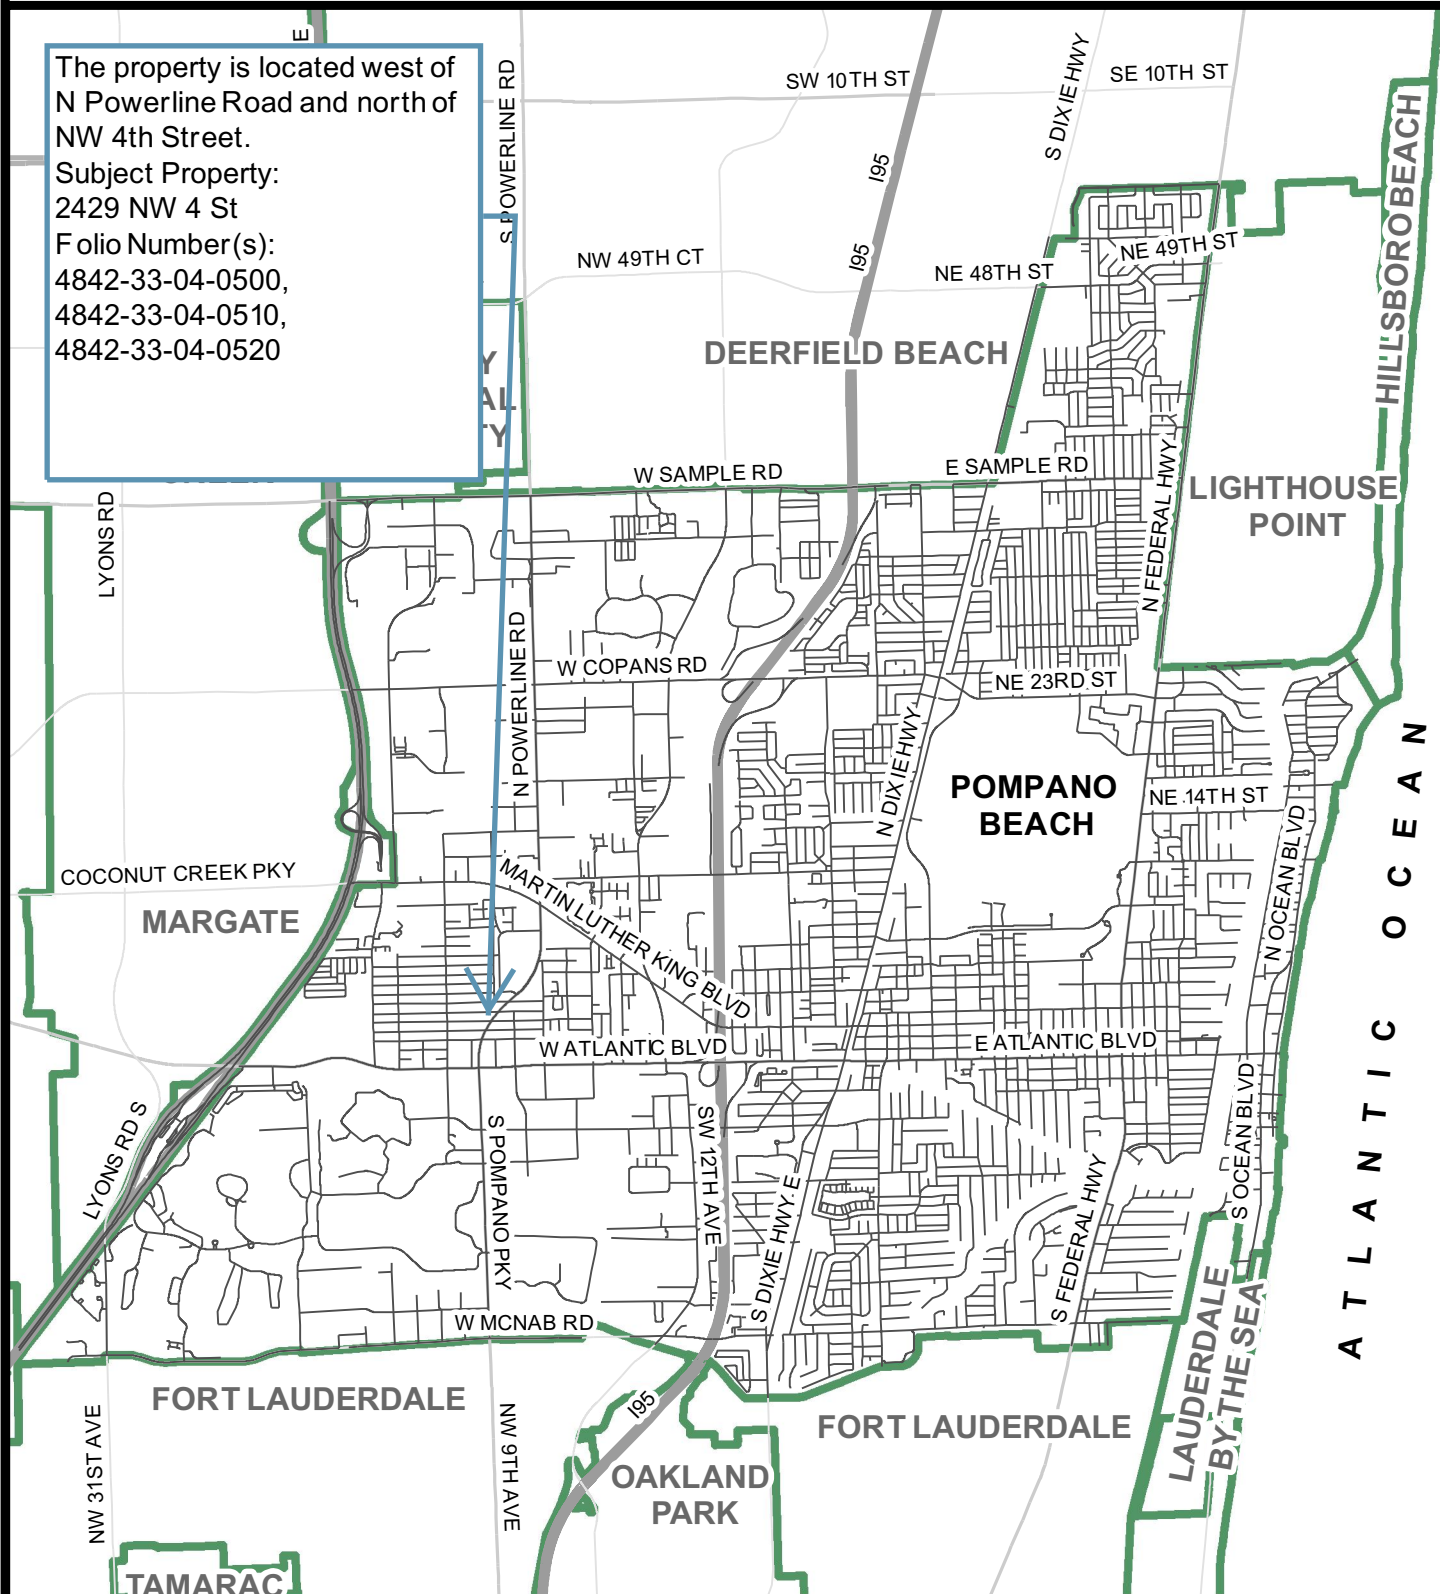 E
The property is located west of
N Powerline Road and north of
NW 4th Street.
Subject Property:
2429 NW 4 St
Folio Number(s):
4842-33-04-0500,
4842-33-04-0510,
4842-33-04-0520
S POWERLINE RD
SW 10TH ST
SE 10TH ST
S DIXIE HWY
I95
HILLSBORO BEACH
NW 49TH CT
I95
NE 48TH ST
NE 49TH ST
DEERFIELD BEACH
Y
AL
TY
W SAMPLE RD
E SAMPLE RD
LIGHTHOUSE
POINT
LYONS RD
N FEDERAL HWY
N POWERLINE RD
W COPANS RD
NE 23RD ST
N DIXIE HWY
POMPANO
BEACH
NE 14TH ST
ATLANTIC OCEAN
COCONUT CREEK PKY
MARGATE
MARTIN LUTHER KING BLVD
N OCEAN BLVD
W ATLANTIC BLVD
E ATLANTIC BLVD
LYONS RD S
S POMPANO PKY
SW 12TH AVE
S DIXIE HWY E
S FEDERAL HWY
S OCEAN BLVD
W MCNAB RD
LAUDERDALE
BY THE SEA
FORT LAUDERDALE
FORT LAUDERDALE
I95
NW 31ST AVE
NW 9TH AVE
OAKLAND
PARK
TAMARAC